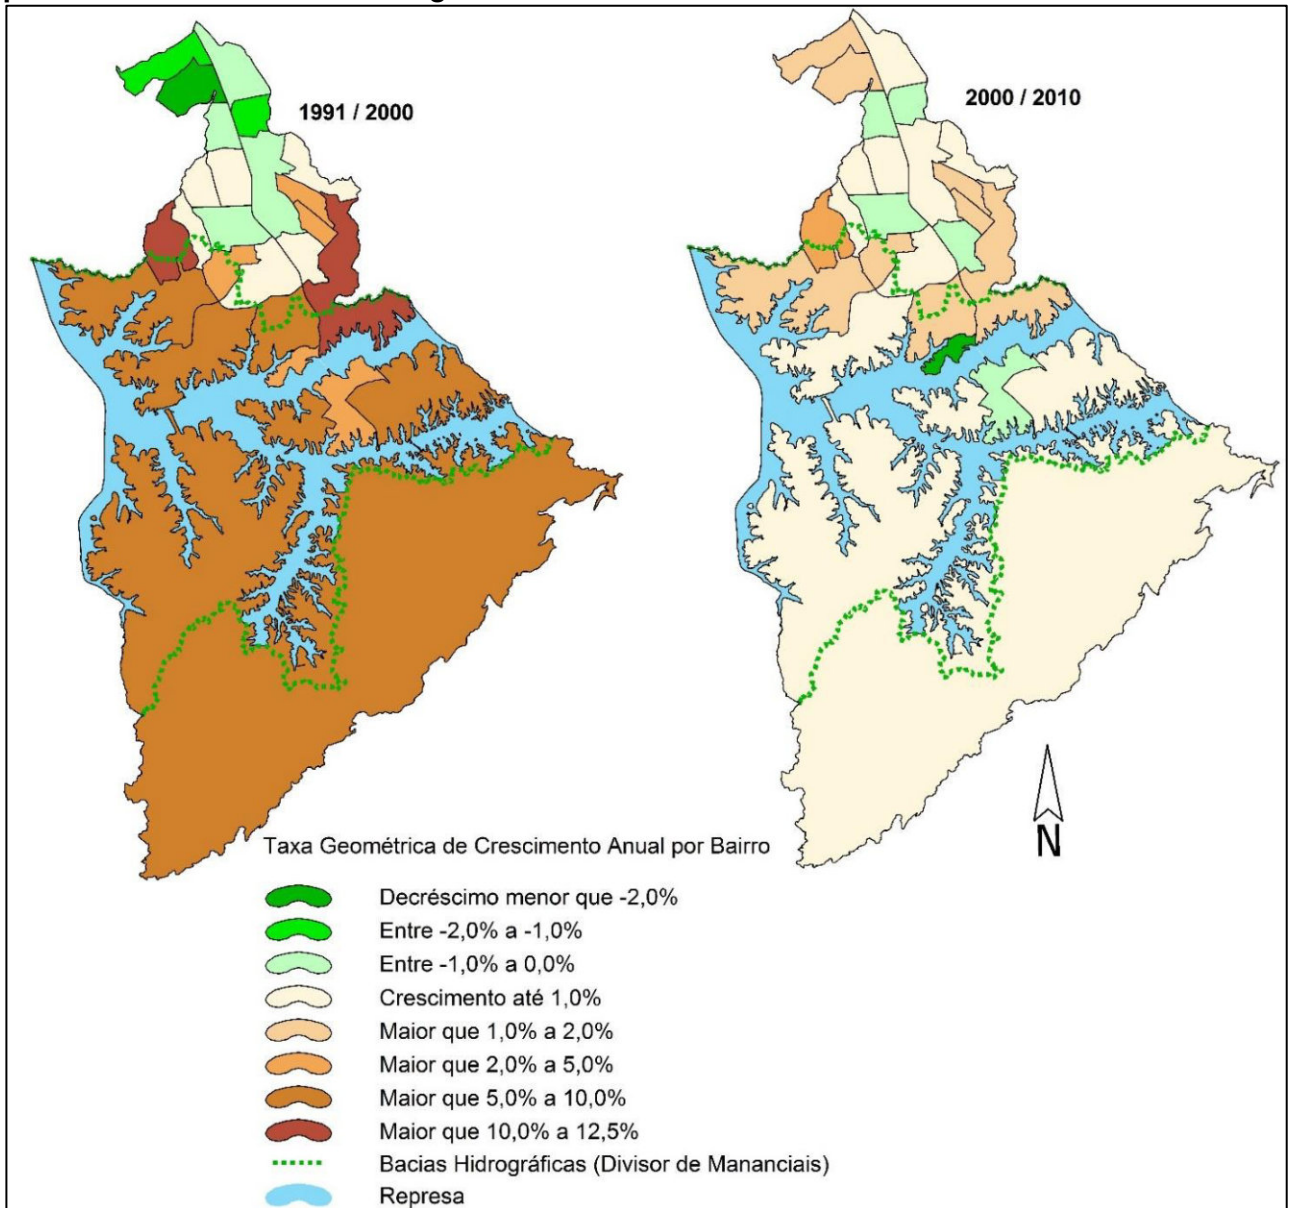 1991 / 2000
2000 / 2010
N
Taxa Geométrica de Crescimento Anual por Bairro
Decréscimo menor que -2,0%
Entre -2,0% a -1,0%
Entre -1,0% a 0,0%
Crescimento até 1,0%
Maior que 1,0% a 2,0%
Maior que 2,0% a 5,0%
Maior que 5,0% a 10,0%
Maior que 10,0% a 12,5%
Bacias Hidrográficas (Divisor de Mananciais)
Represa